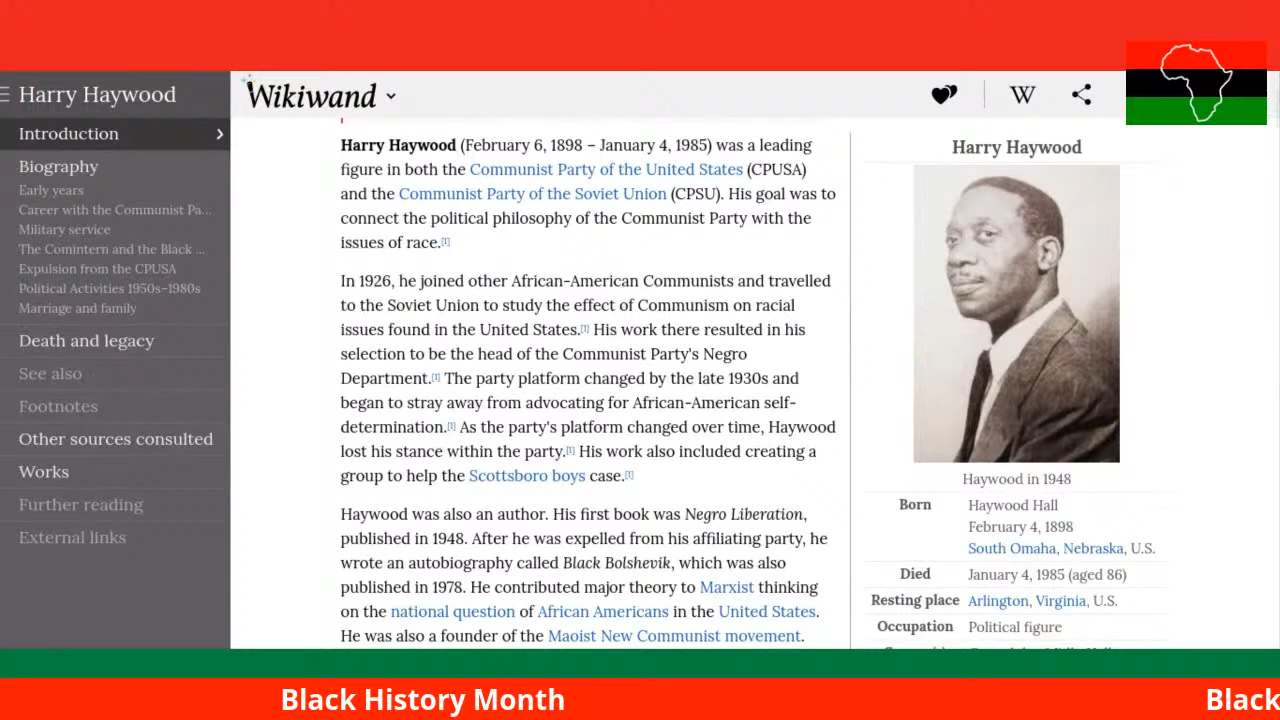 Harry Haywood
Introduction
Biography
Early years
Career with the Communist Pa...
Military service
The Comintern and the Black ...
Expulsion from the CPUSA
Political Activities 1950s–1980s
Marriage and family
Death and legacy
See also
Footnotes
Other sources consulted
Works
Further reading
External links
Wikiwand
W
Harry Haywood (February 6, 1898 – January 4, 1985) was a leading
figure in both the Communist Party of the United States (CPUSA)
and the Communist Party of the Soviet Union (CPSU). His goal was to
connect the political philosophy of the Communist Party with the
issues of race.[1]
In 1926, he joined other African-American Communists and travelled
to the Soviet Union to study the effect of Communism on racial
issues found in the United States.[1] His work there resulted in his
selection to be the head of the Communist Party's Negro
Department.[1] The party platform changed by the late 1930s and
began to stray away from advocating for African-American self-
determination.[1] As the party's platform changed over time, Haywood
lost his stance within the party.[1] His work also included creating a
group to help the Scottsboro boys case.[1]
Haywood was also an author. His first book was Negro Liberation,
published in 1948. After he was expelled from his affiliating party, he
wrote an autobiography called Black Bolshevik, which was also
published in 1978. He contributed major theory to Marxist thinking
on the national question of African Americans in the United States.
He was also a founder of the Maoist New Communist movement.
Harry Haywood
Haywood in 1948
Born Haywood Hall
February 4, 1898
South Omaha, Nebraska, U.S.
Died January 4, 1985 (aged 86)
Resting place Arlington, Virginia, U.S.
Occupation Political figure
Black History Month
Black